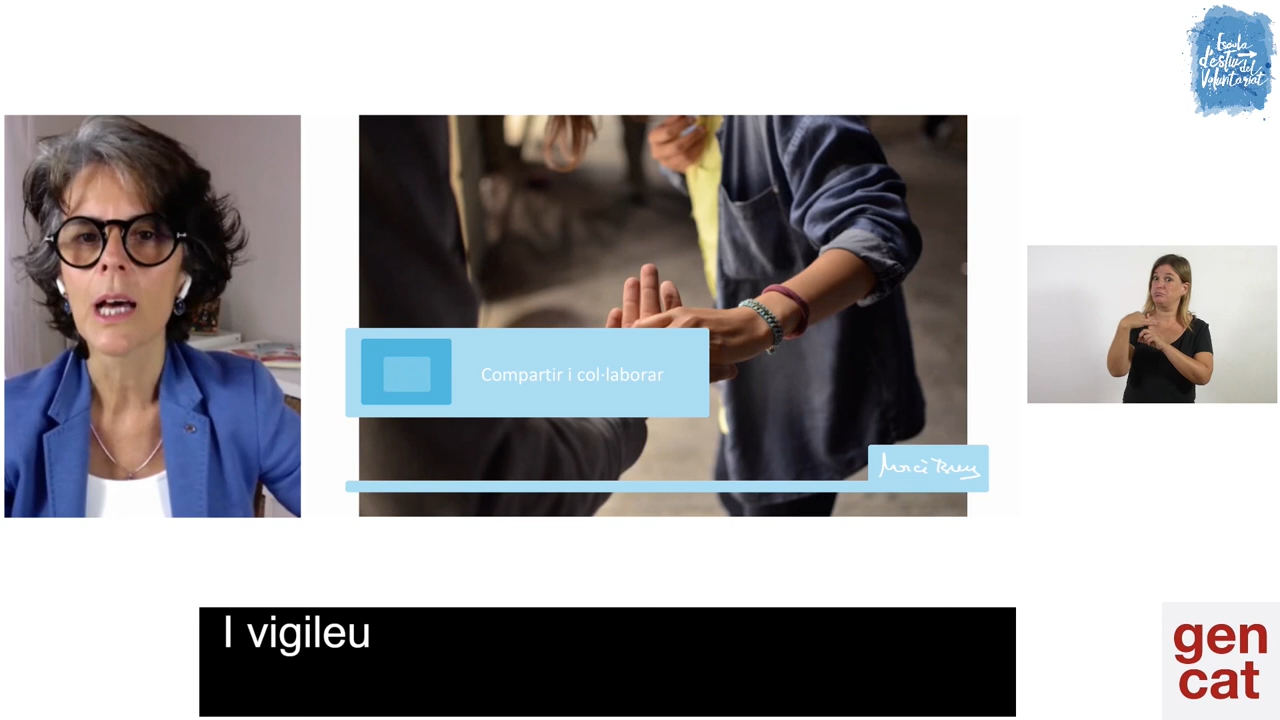 Escola
d'estiu del
Voluntariat
Compartir i col·laborar
I vigileu
gen
cat